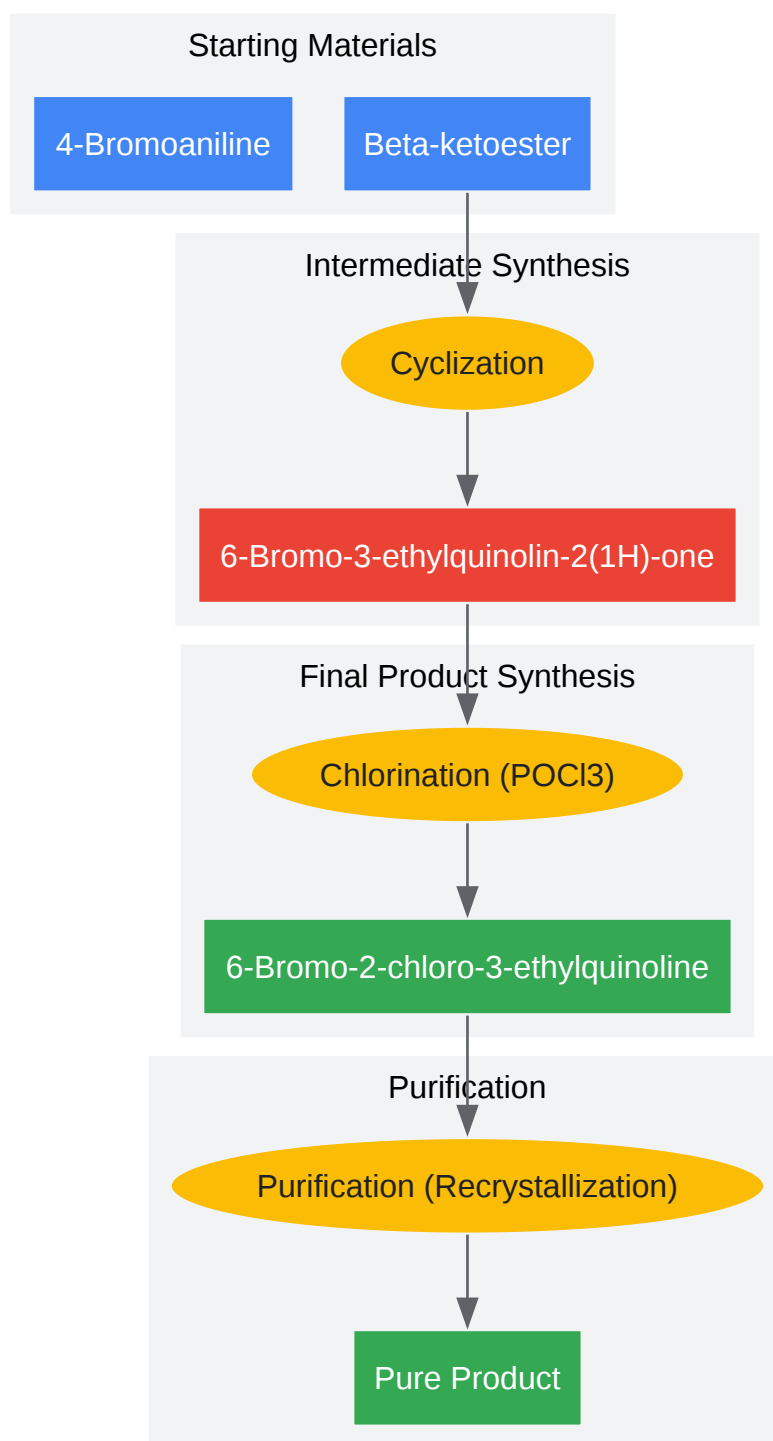 Starting Materials
4-Bromoaniline
Beta-ketoester
Intermediate Synthesis
Cyclization
6-Bromo-3-ethylquinolin-2(1H)-one
Final Product Synthesis
Chlorination (POCl3)
6-Bromo-2-chloro-3-ethylquinoline
Purification
Purification (Recrystallization)
Pure Product